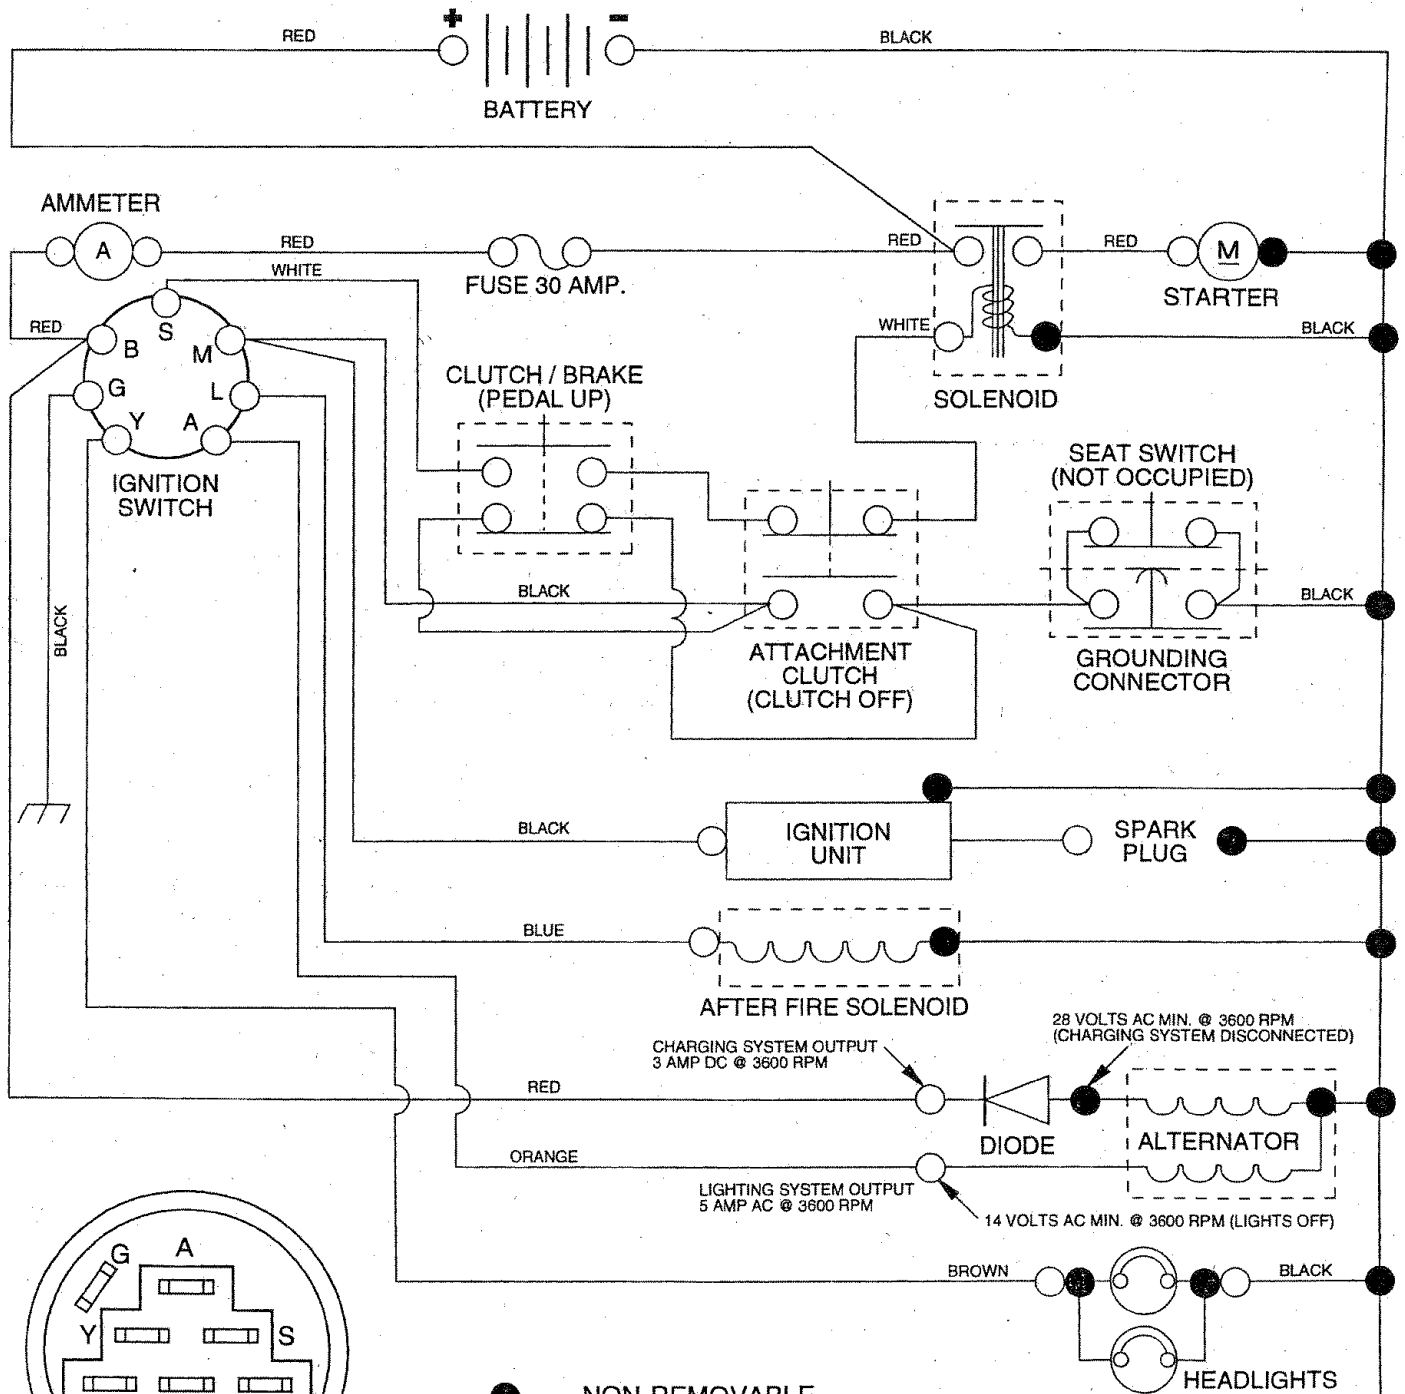 + -
RED
BLACK
BATTERY
AMMETER
A
RED
WHITE
FUSE 30 AMP.
RED
RED
M
STARTER
WHITE
BLACK
SOLENOID
RED
B
S
M
G
L
Y
A
IGNITION
SWITCH
CLUTCH / BRAKE
(PEDAL UP)
SEAT SWITCH
(NOT OCCUPIED)
BLACK
BLACK
BLACK
ATTACHMENT
CLUTCH
(CLUTCH OFF)
GROUNDING
CONNECTOR
BLACK
IGNITION
UNIT
SPARK
PLUG
BLUE
AFTER FIRE SOLENOID
28 VOLTS AC MIN. @ 3600 RPM
(CHARGING SYSTEM DISCONNECTED)
CHARGING SYSTEM OUTPUT
3 AMP DC @ 3600 RPM
RED
DIODE
ALTERNATOR
ORANGE
LIGHTING SYSTEM OUTPUT
5 AMP AC @ 3600 RPM
14 VOLTS AC MIN. @ 3600 RPM (LIGHTS OFF)
BROWN
BLACK
HEADLIGHTS
G
A
Y
S
NON-REMOVABLE